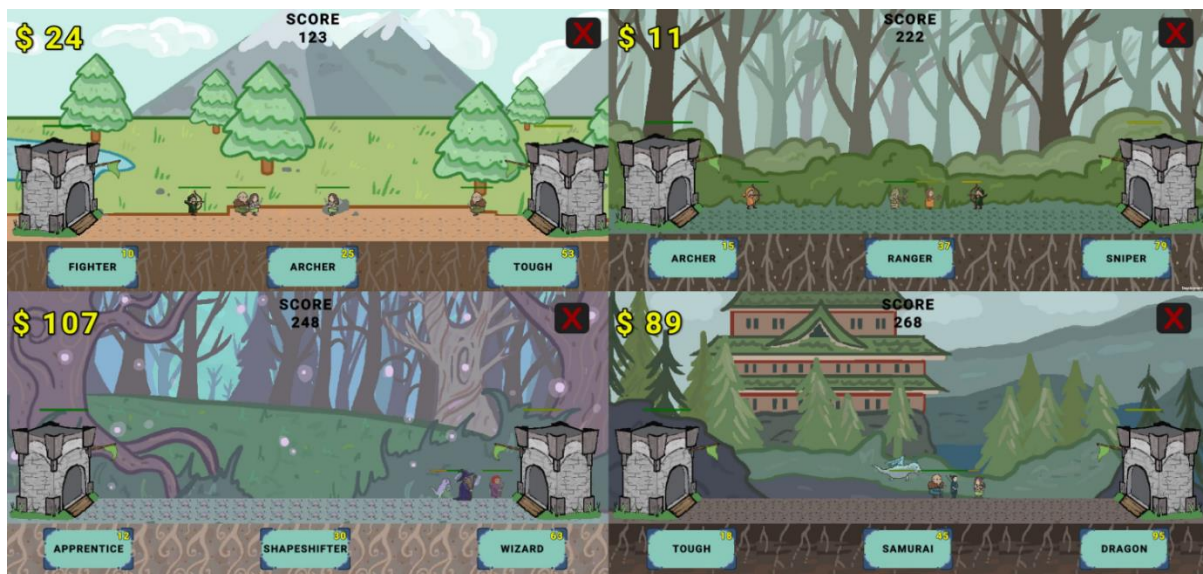 $ 24
SCORE
123
X
FIGHTER
10
ARCHER
25
TOUGH
53
$ 11
SCORE
222
X
ARCHER
15
RANGER
37
SNIPER
79
$ 107
SCORE
248
X
APPRENTICE
12
SHAPESHIFTER
30
WIZARD
63
$ 89
SCORE
268
X
TOUGH
18
SAMURAI
45
DRAGON
95